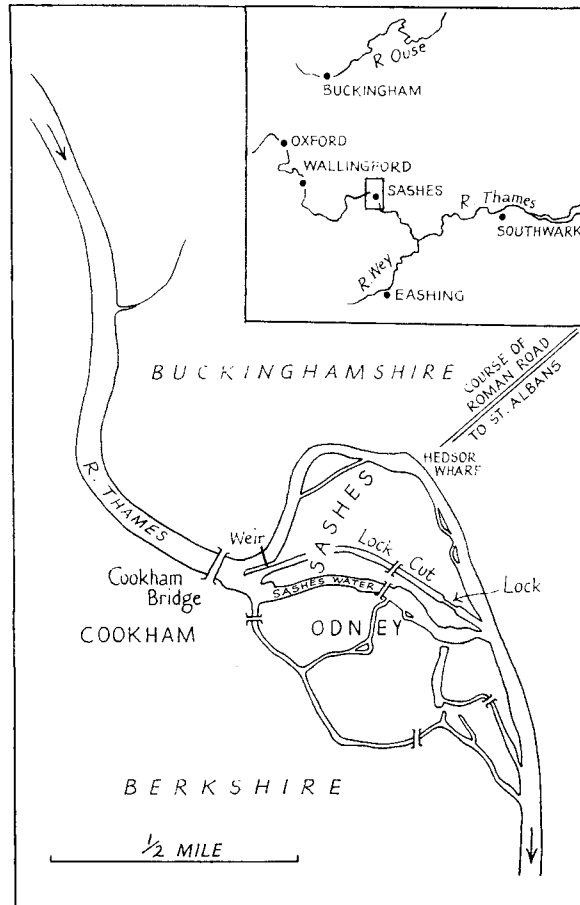 R Ouse
BUCKINGHAM
OXFORD
WALLINGFORD
SASHES
R. Thames
SOUTHWARK
R. Wey
EASHING
COURSE OF
ROMAN ROAD
TO ST. ALBANS
BUCKINGHAMSHIRE
HEDSOR
WHARF
R. THAMES
SASHES
Weir
Lock Cut
Lock
Cookham
Bridge
SASHES WATER
COOKHAM
ODNEY
BERKSHIRE
1/2 MILE